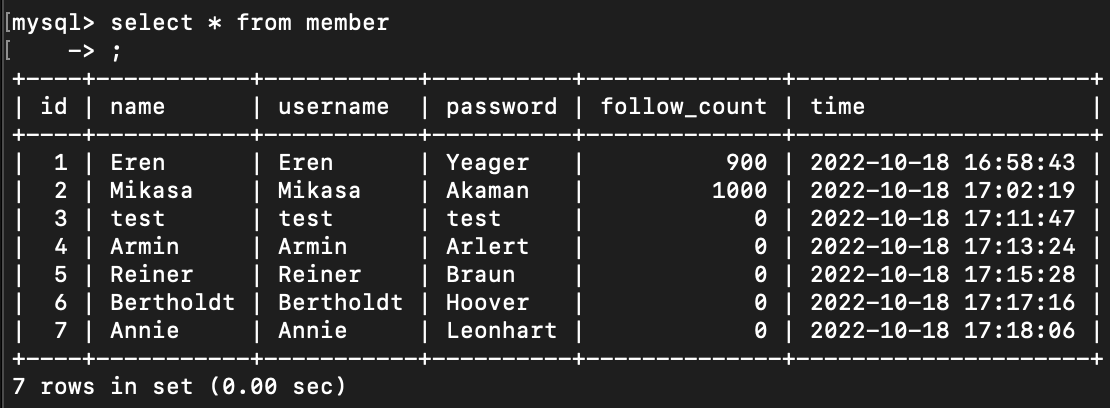 [mysql> select * from member
[    -> ;
+----+-----------+-----------+----------+--------------+---------------------+
| id | name      | username  | password | follow_count | time                |
+----+-----------+-----------+----------+--------------+---------------------+
|  1 | Eren      | Eren      | Yeager   |          900 | 2022-10-18 16:58:43 |
|  2 | Mikasa    | Mikasa    | Akaman   |         1000 | 2022-10-18 17:02:19 |
|  3 | test      | test      | test     |            0 | 2022-10-18 17:11:47 |
|  4 | Armin     | Armin     | Arlert   |            0 | 2022-10-18 17:13:24 |
|  5 | Reiner    | Reiner    | Braun    |            0 | 2022-10-18 17:15:28 |
|  6 | Bertholdt | Bertholdt | Hoover   |            0 | 2022-10-18 17:17:16 |
|  7 | Annie     | Annie     | Leonhart |            0 | 2022-10-18 17:18:06 |
+----+-----------+-----------+----------+--------------+---------------------+
7 rows in set (0.00 sec)